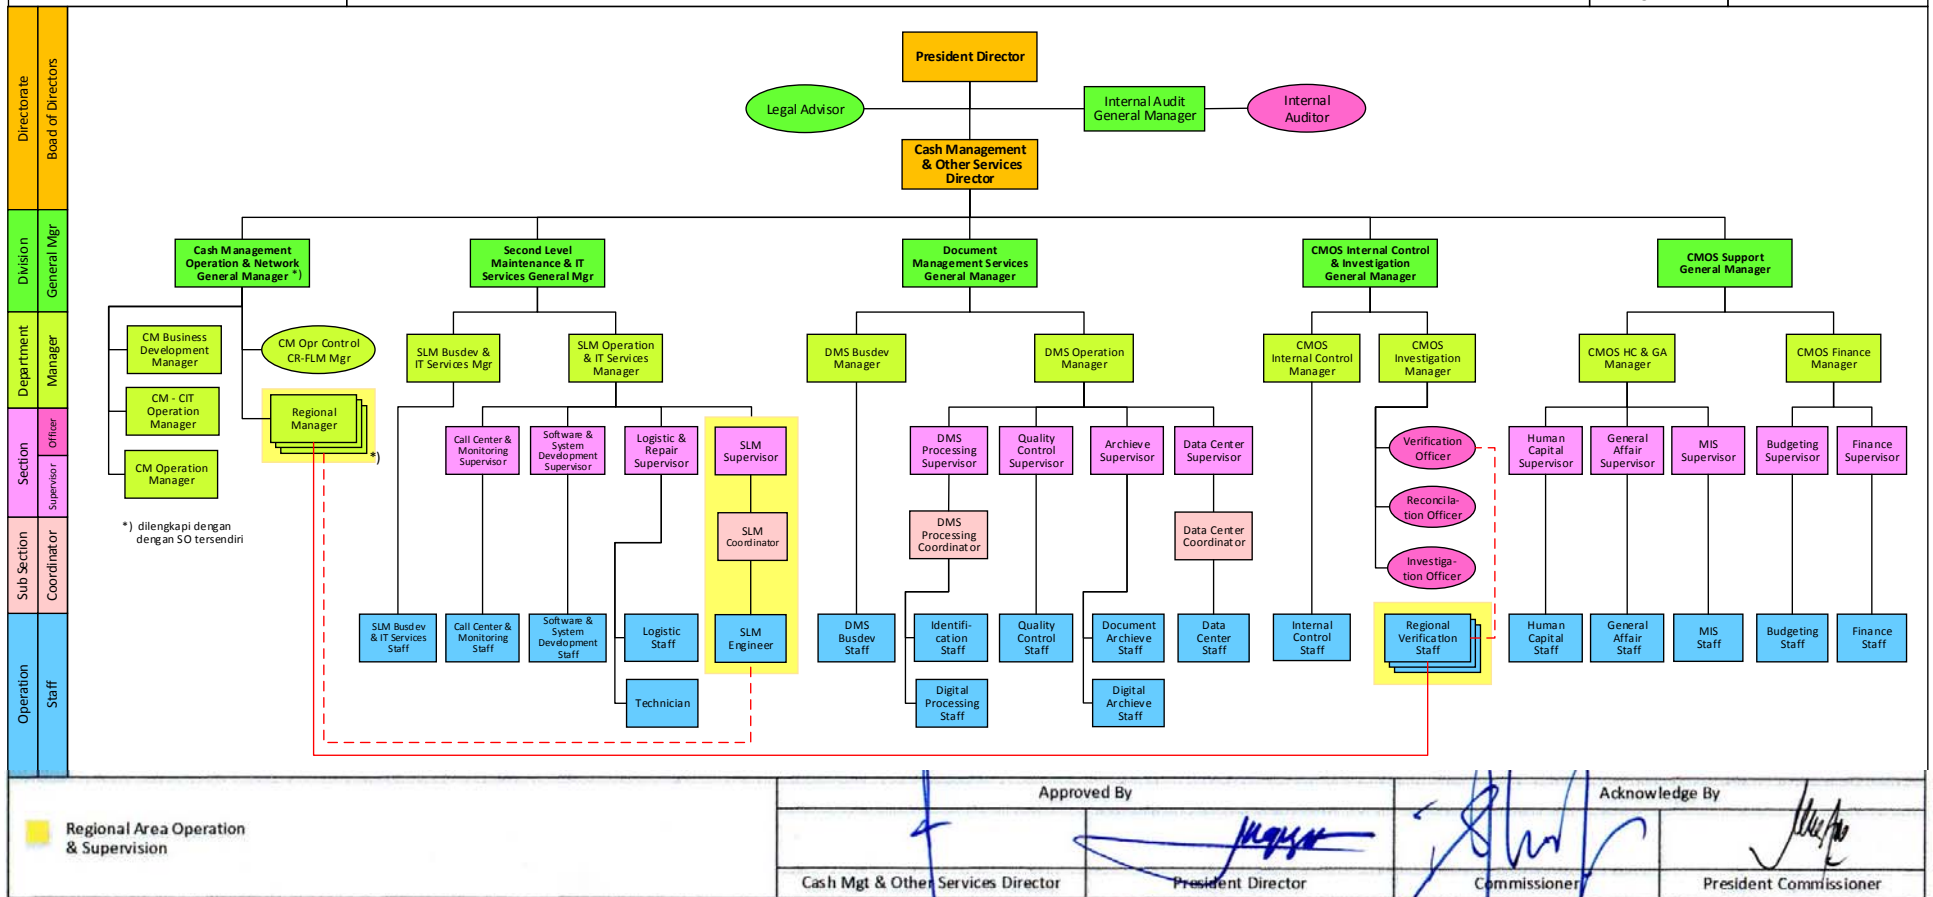 President Director
Legal Advisor
Internal Audit
General Manager
Internal
Auditor
Cash Management
& Other Services
Director
Directorate
Boad of Directors
Division
General Mgr
Department
Manager
Section
Officer
Supervisor
Sub Section
Coordinator
Operation
Staff
Cash Management
Operation & Network
General Manager *)
Second Level
Maintenance & IT
Services General Mgr
Document
Management Services
General Manager
CMOS Internal Control
& Investigation
General Manager
CMOS Support
General Manager
CM Business
Development
Manager
CM Opr Control
CR-FLM Mgr
CM - CIT
Operation
Manager
Regional
Manager
*)
CM Operation
Manager
*) dilengkapi dengan
dengan SO tersendiri
SLM Busdev &
IT Services Mgr
SLM Operation
& IT Services
Manager
DMS Busdev
Manager
DMS Operation
Manager
CMOS
Internal Control
Manager
CMOS
Investigation
Manager
CMOS HC & GA
Manager
CMOS Finance
Manager
Call Center &
Monitoring
Supervisor
Software &
System
Development
Supervisor
Logistic &
Repair
Supervisor
SLM
Supervisor
DMS
Processing
Supervisor
Quality
Control
Supervisor
Archieve
Supervisor
Data Center
Supervisor
Verification
Officer
Human
Capital
Supervisor
General
Affair
Supervisor
MIS
Supervisor
Budgeting
Supervisor
Finance
Supervisor
Reconcila-
tion Officer
SLM
Coordinator
DMS
Processing
Coordinator
Data Center
Coordinator
Investiga-
tion Officer
SLM Busdev
& IT Services
Staff
Call Center &
Monitoring
Staff
Software &
System
Development
Staff
Logistic
Staff
SLM
Engineer
DMS
Busdev
Staff
Identifi-
cation
Staff
Quality
Control
Staff
Document
Archieve
Staff
Data
Center
Staff
Internal
Control
Staff
Regional
Verification
Staff
Human
Capital
Staff
General
Affair
Staff
MIS
Staff
Budgeting
Staff
Finance
Staff
Technician
Digital
Processing
Staff
Digital
Archieve
Staff
Regional Area Operation
& Supervision
Approved By
Acknowledge By
Cash Mgt & Other Services Director
President Director
Commissioner
President Commissioner